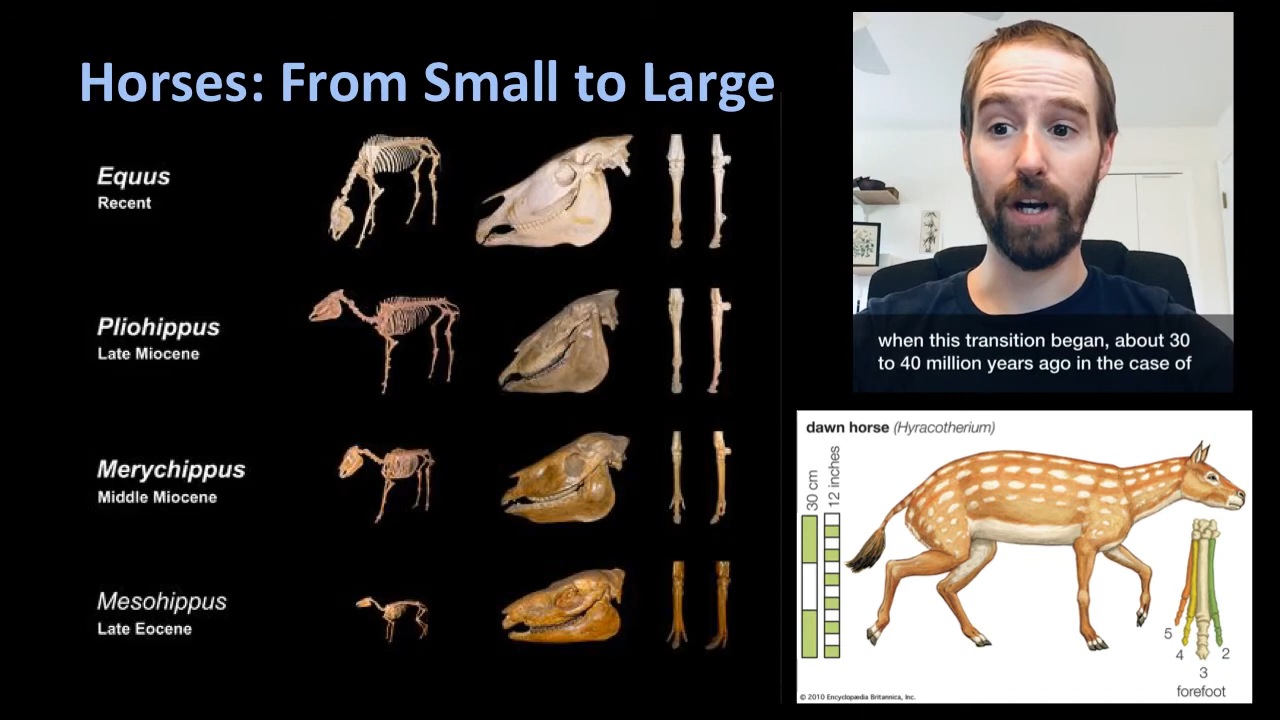 Horses: From Small to Large
Equus
Recent
Pliohippus
Late Miocene
Merychippus
Middle Miocene
Mesohippus
Late Eocene
when this transition began, about 30
to 40 million years ago in the case of
dawn horse (Hyracotherium)
30 cm
12 inches
5
4
3
2
forefoot
© 2010 Encyclopædia Britannica, Inc.